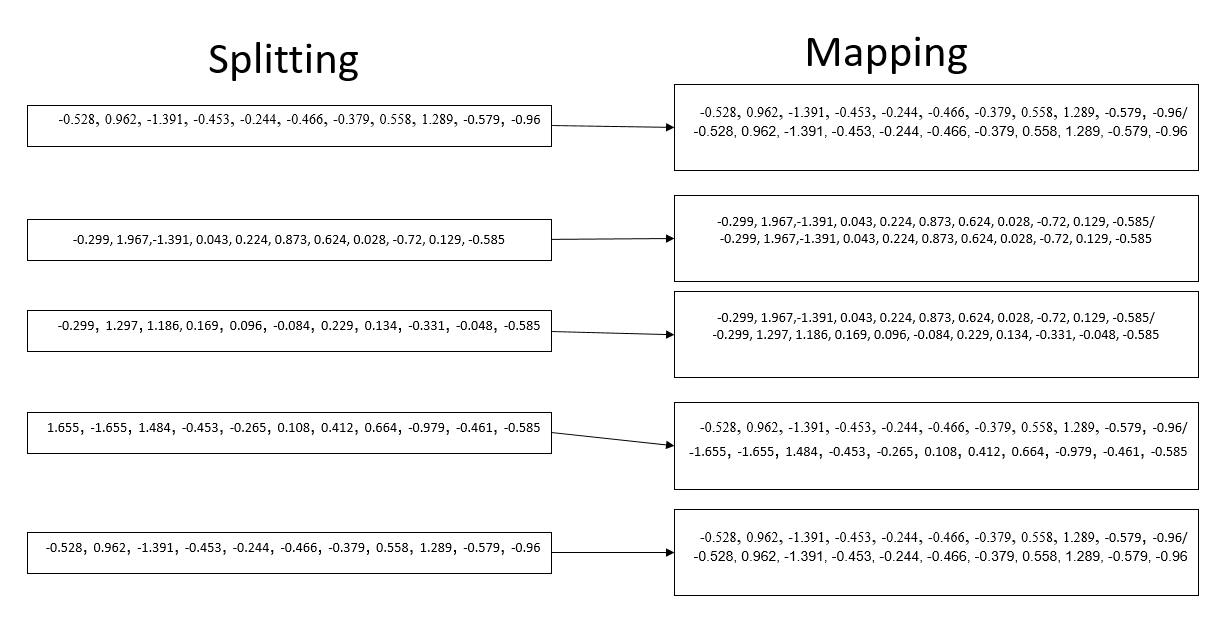 Splitting
Mapping
-0.528, 0.962, -1.391, -0.453, -0.244, -0.466, -0.379, 0.558, 1.289, -0.579, -0.96
-0.528, 0.962, -1.391, -0.453, -0.244, -0.466, -0.379, 0.558, 1.289, -0.579, -0.96/
-0.528, 0.962, -1.391, -0.453, -0.244, -0.466, -0.379, 0.558, 1.289, -0.579, -0.96
-0.299, 1.967,-1.391, 0.043, 0.224, 0.873, 0.624, 0.028, -0.72, 0.129, -0.585
-0.299, 1.967,-1.391, 0.043, 0.224, 0.873, 0.624, 0.028, -0.72, 0.129, -0.585/
-0.299, 1.967,-1.391, 0.043, 0.224, 0.873, 0.624, 0.028, -0.72, 0.129, -0.585
-0.299, 1.297, 1.186, 0.169, 0.096, -0.084, 0.229, 0.134, -0.331, -0.048, -0.585
-0.299, 1.967,-1.391, 0.043, 0.224, 0.873, 0.624, 0.028, -0.72, 0.129, -0.585/
-0.299, 1.297, 1.186, 0.169, 0.096, -0.084, 0.229, 0.134, -0.331, -0.048, -0.585
1.655, -1.655, 1.484, -0.453, -0.265, 0.108, 0.412, 0.664, -0.979, -0.461, -0.585
-0.528, 0.962, -1.391, -0.453, -0.244, -0.466, -0.379, 0.558, 1.289, -0.579, -0.96/
-1.655, -1.655, 1.484, -0.453, -0.265, 0.108, 0.412, 0.664, -0.979, -0.461, -0.585
-0.528, 0.962, -1.391, -0.453, -0.244, -0.466, -0.379, 0.558, 1.289, -0.579, -0.96
-0.528, 0.962, -1.391, -0.453, -0.244, -0.466, -0.379, 0.558, 1.289, -0.579, -0.96/
-0.528, 0.962, -1.391, -0.453, -0.244, -0.466, -0.379, 0.558, 1.289, -0.579, -0.96